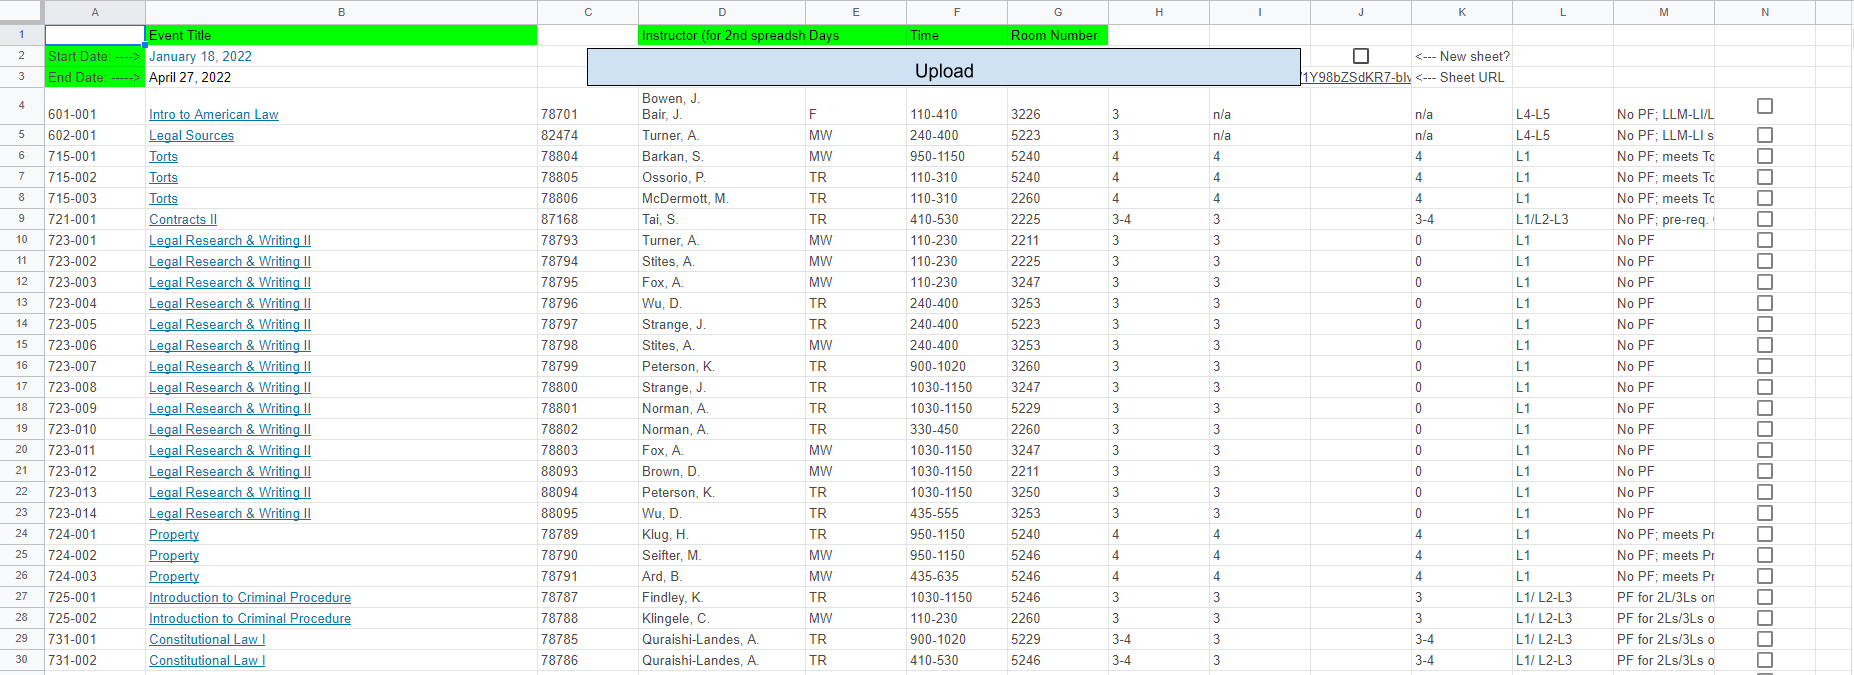 A B C D E F G H I J K L M N
1 Event Title Instructor (for 2nd spreadsh Days Time Room Number
2 Start Date: ----> January 18, 2022 <--- New sheet?
Upload
3 End Date: -----> April 27, 2022 <--- Sheet URL
4 601-001 Intro to American Law 78701 Bowen, J.
Bair, J. F 110-410 3226 3 n/a n/a L4-L5 No PF; LLM-LI/L
5 602-001 Legal Sources 82474 Turner, A. MW 240-400 5223 3 n/a n/a L4-L5 No PF; LLM-LI s
6 715-001 Torts 78804 Barkan, S. MW 950-1150 5240 4 4 4 L1 No PF; meets To
7 715-002 Torts 78805 Ossorio, P. TR 110-310 5240 4 4 4 L1 No PF; meets To
8 715-003 Torts 78806 McDermott, M. TR 110-310 2260 4 4 4 L1 No PF; meets To
9 721-001 Contracts II 87168 Tai, S. TR 410-530 2225 3-4 3 3-4 L1/L2-L3 No PF; pre-req.
10 723-001 Legal Research & Writing II 78793 Turner, A. MW 110-230 2211 3 3 0 L1 No PF
11 723-002 Legal Research & Writing II 78794 Stites, A. MW 110-230 2225 3 3 0 L1 No PF
12 723-003 Legal Research & Writing II 78795 Fox, A. MW 110-230 3247 3 3 0 L1 No PF
13 723-004 Legal Research & Writing II 78796 Wu, D. TR 240-400 3253 3 3 0 L1 No PF
14 723-005 Legal Research & Writing II 78797 Strange, J. TR 240-400 5223 3 3 0 L1 No PF
15 723-006 Legal Research & Writing II 78798 Stites, A. MW 240-400 3253 3 3 0 L1 No PF
16 723-007 Legal Research & Writing II 78799 Peterson, K. TR 900-1020 3260 3 3 0 L1 No PF
17 723-008 Legal Research & Writing II 78800 Strange, J. TR 1030-1150 3247 3 3 0 L1 No PF
18 723-009 Legal Research & Writing II 78801 Norman, A. TR 1030-1150 5229 3 3 0 L1 No PF
19 723-010 Legal Research & Writing II 78802 Norman, A. TR 330-450 2260 3 3 0 L1 No PF
20 723-011 Legal Research & Writing II 78803 Fox, A. MW 1030-1150 3247 3 3 0 L1 No PF
21 723-012 Legal Research & Writing II 88093 Brown, D. MW 1030-1150 2211 3 3 0 L1 No PF
22 723-013 Legal Research & Writing II 88094 Peterson, K. TR 1030-1150 3250 3 3 0 L1 No PF
23 723-014 Legal Research & Writing II 88095 Wu, D. TR 435-555 3253 3 3 0 L1 No PF
24 724-001 Property 78789 Klug, H. TR 950-1150 5240 4 4 4 L1 No PF; meets Pr
25 724-002 Property 78790 Seifter, M. MW 950-1150 5246 4 4 4 L1 No PF; meets Pr
26 724-003 Property 78791 Ard, B. MW 435-635 5246 4 4 4 L1 No PF; meets Pr
27 725-001 Introduction to Criminal Procedure 78787 Findley, K. TR 1030-1150 5246 3 3 3 L1/ L2-L3 PF for 2L/3Ls on
28 725-002 Introduction to Criminal Procedure 78788 Klingele, C. MW 110-230 2260 3 3 3 L1/ L2-L3 PF for 2Ls/3Ls o
29 731-001 Constitutional Law I 78785 Quraishi-Landes, A. TR 900-1020 5229 3-4 3 3-4 L1/ L2-L3 PF for 2Ls/3Ls o
30 731-002 Constitutional Law I 78786 Quraishi-Landes, A. TR 410-530 5246 3-4 3 3-4 L1/ L2-L3 PF for 2Ls/3Ls o